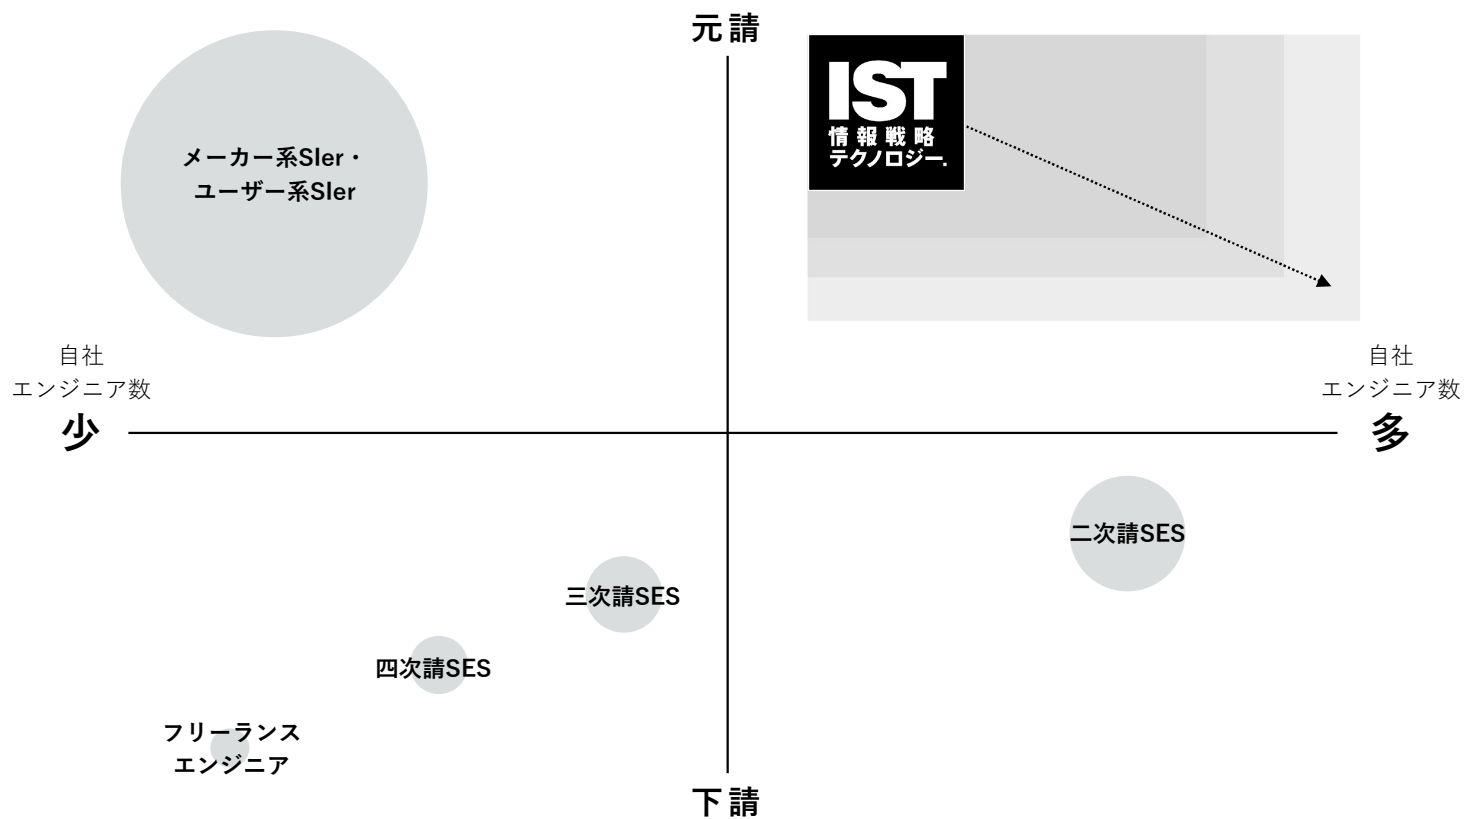 元請
IST
情報戦略
テクノロジー.
メーカー系SIer・
ユーザー系SIer
自社
エンジニア数
少
自社
エンジニア数
多
二次請SES
三次請SES
四次請SES
フリーランス
エンジニア
下請